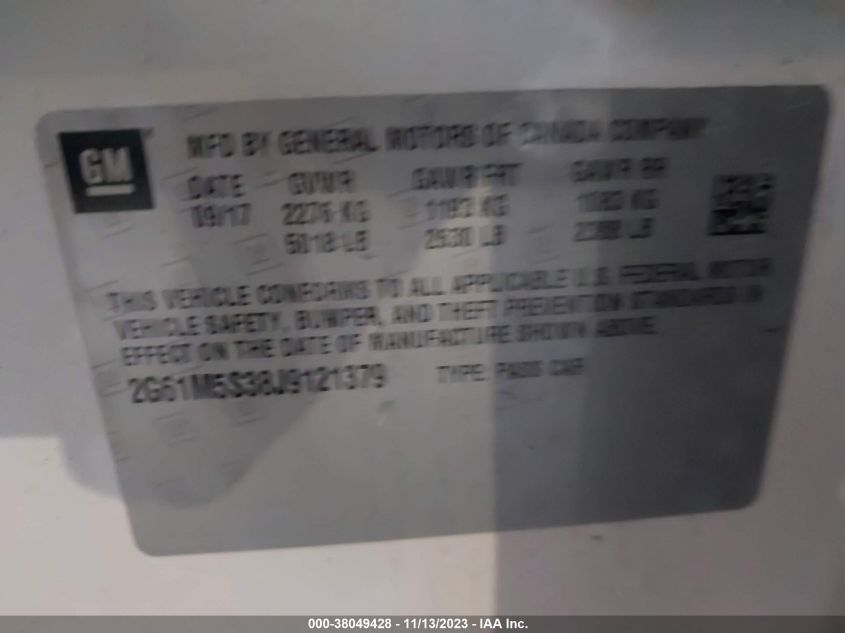 GM
MFD BY GENERAL MOTORS OF CANADA COMPANY
DATE GVWR GAWR FRT GAWR RR
09/17 2276 KG 1193 KG 1083 KG
5018 LB 2630 LB 2388 LB
THIS VEHICLE CONFORMS TO ALL APPLICABLE U.S. FEDERAL MOTOR
VEHICLE SAFETY, BUMPER, AND THEFT PREVENTION STANDARDS IN
EFFECT ON THE DATE OF MANUFACTURE SHOWN ABOVE.
2G61M5S38J9121379 TYPE: PASS CAR
000-38049428 - 11/13/2023 - IAA Inc.